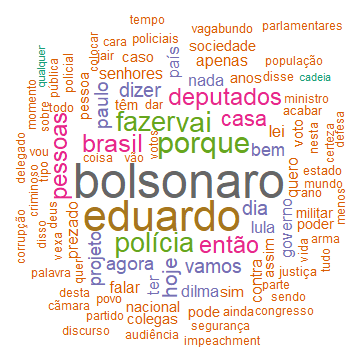 tempo
cara policiais vagabundo parlamentares
qualquer pública policial colocar jair caso país sociedade população
momento sobre todo pessoa senhores apenas
têm dar dizer nada anos disse cadeia
pessoas paulo deputados ministro
fazer vai casa acabar
brasil porque lei voto nesta certeza defesa
delegado criminoso tipo vou coisa vão votos bem quero estado
bolsonaro mundo ano menos
corrupção disso vexa deus prezado eduardo dia governo militar
polícia então lula poder
projeto agora hoje vamos contra assim vida arma tudo
palavra quer ter dilma sim justiça
desta falar parte
câmara povo nacional pode ainda sendo
partido colegas congresso
discurso segurança
audiência impeachment